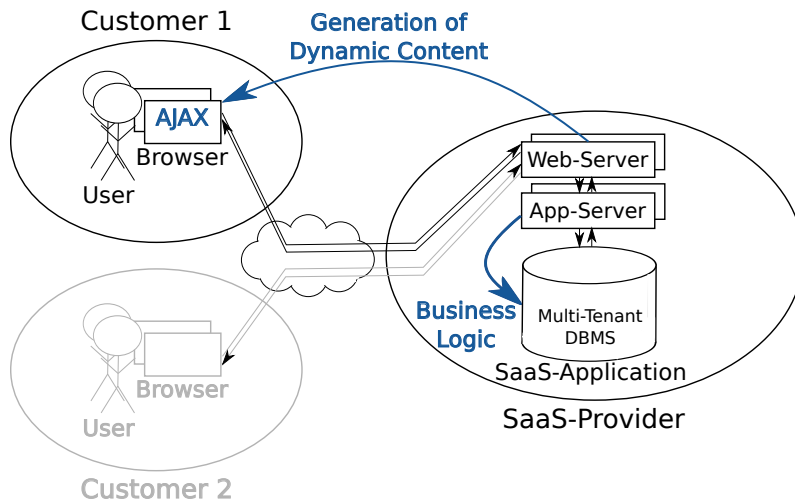 Customer 1
Generation of
Dynamic Content
AJAX
Browser
User
Web-Server
App-Server
Business
Logic
Multi-Tenant
DBMS
SaaS-Application
SaaS-Provider
Browser
User
Customer 2